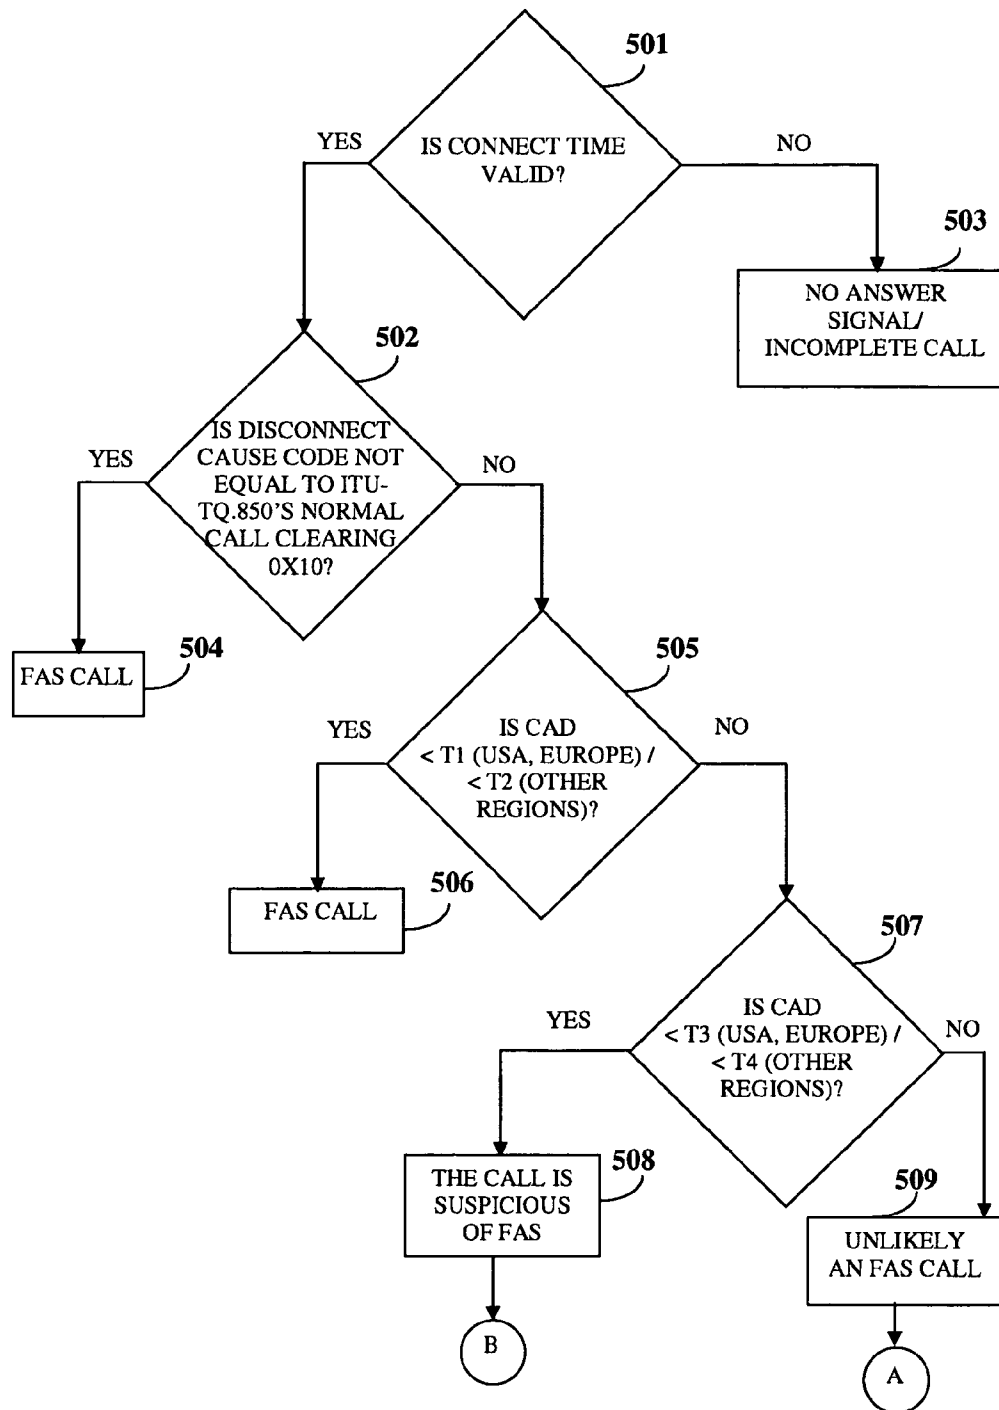 501
IS CONNECT TIME
VALID?
YES
NO
503
NO ANSWER
SIGNAL/
INCOMPLETE CALL
502
IS DISCONNECT
CAUSE CODE NOT
EQUAL TO ITU-
TQ.850'S NORMAL
CALL CLEARING
0X10?
YES
NO
504
FAS CALL
505
IS CAD
< T1 (USA, EUROPE) /
< T2 (OTHER
REGIONS)?
YES
NO
506
FAS CALL
507
IS CAD
< T3 (USA, EUROPE) /
< T4 (OTHER
REGIONS)?
YES
NO
508
THE CALL IS
SUSPICIOUS
OF FAS
509
UNLIKELY
AN FAS CALL
B
A